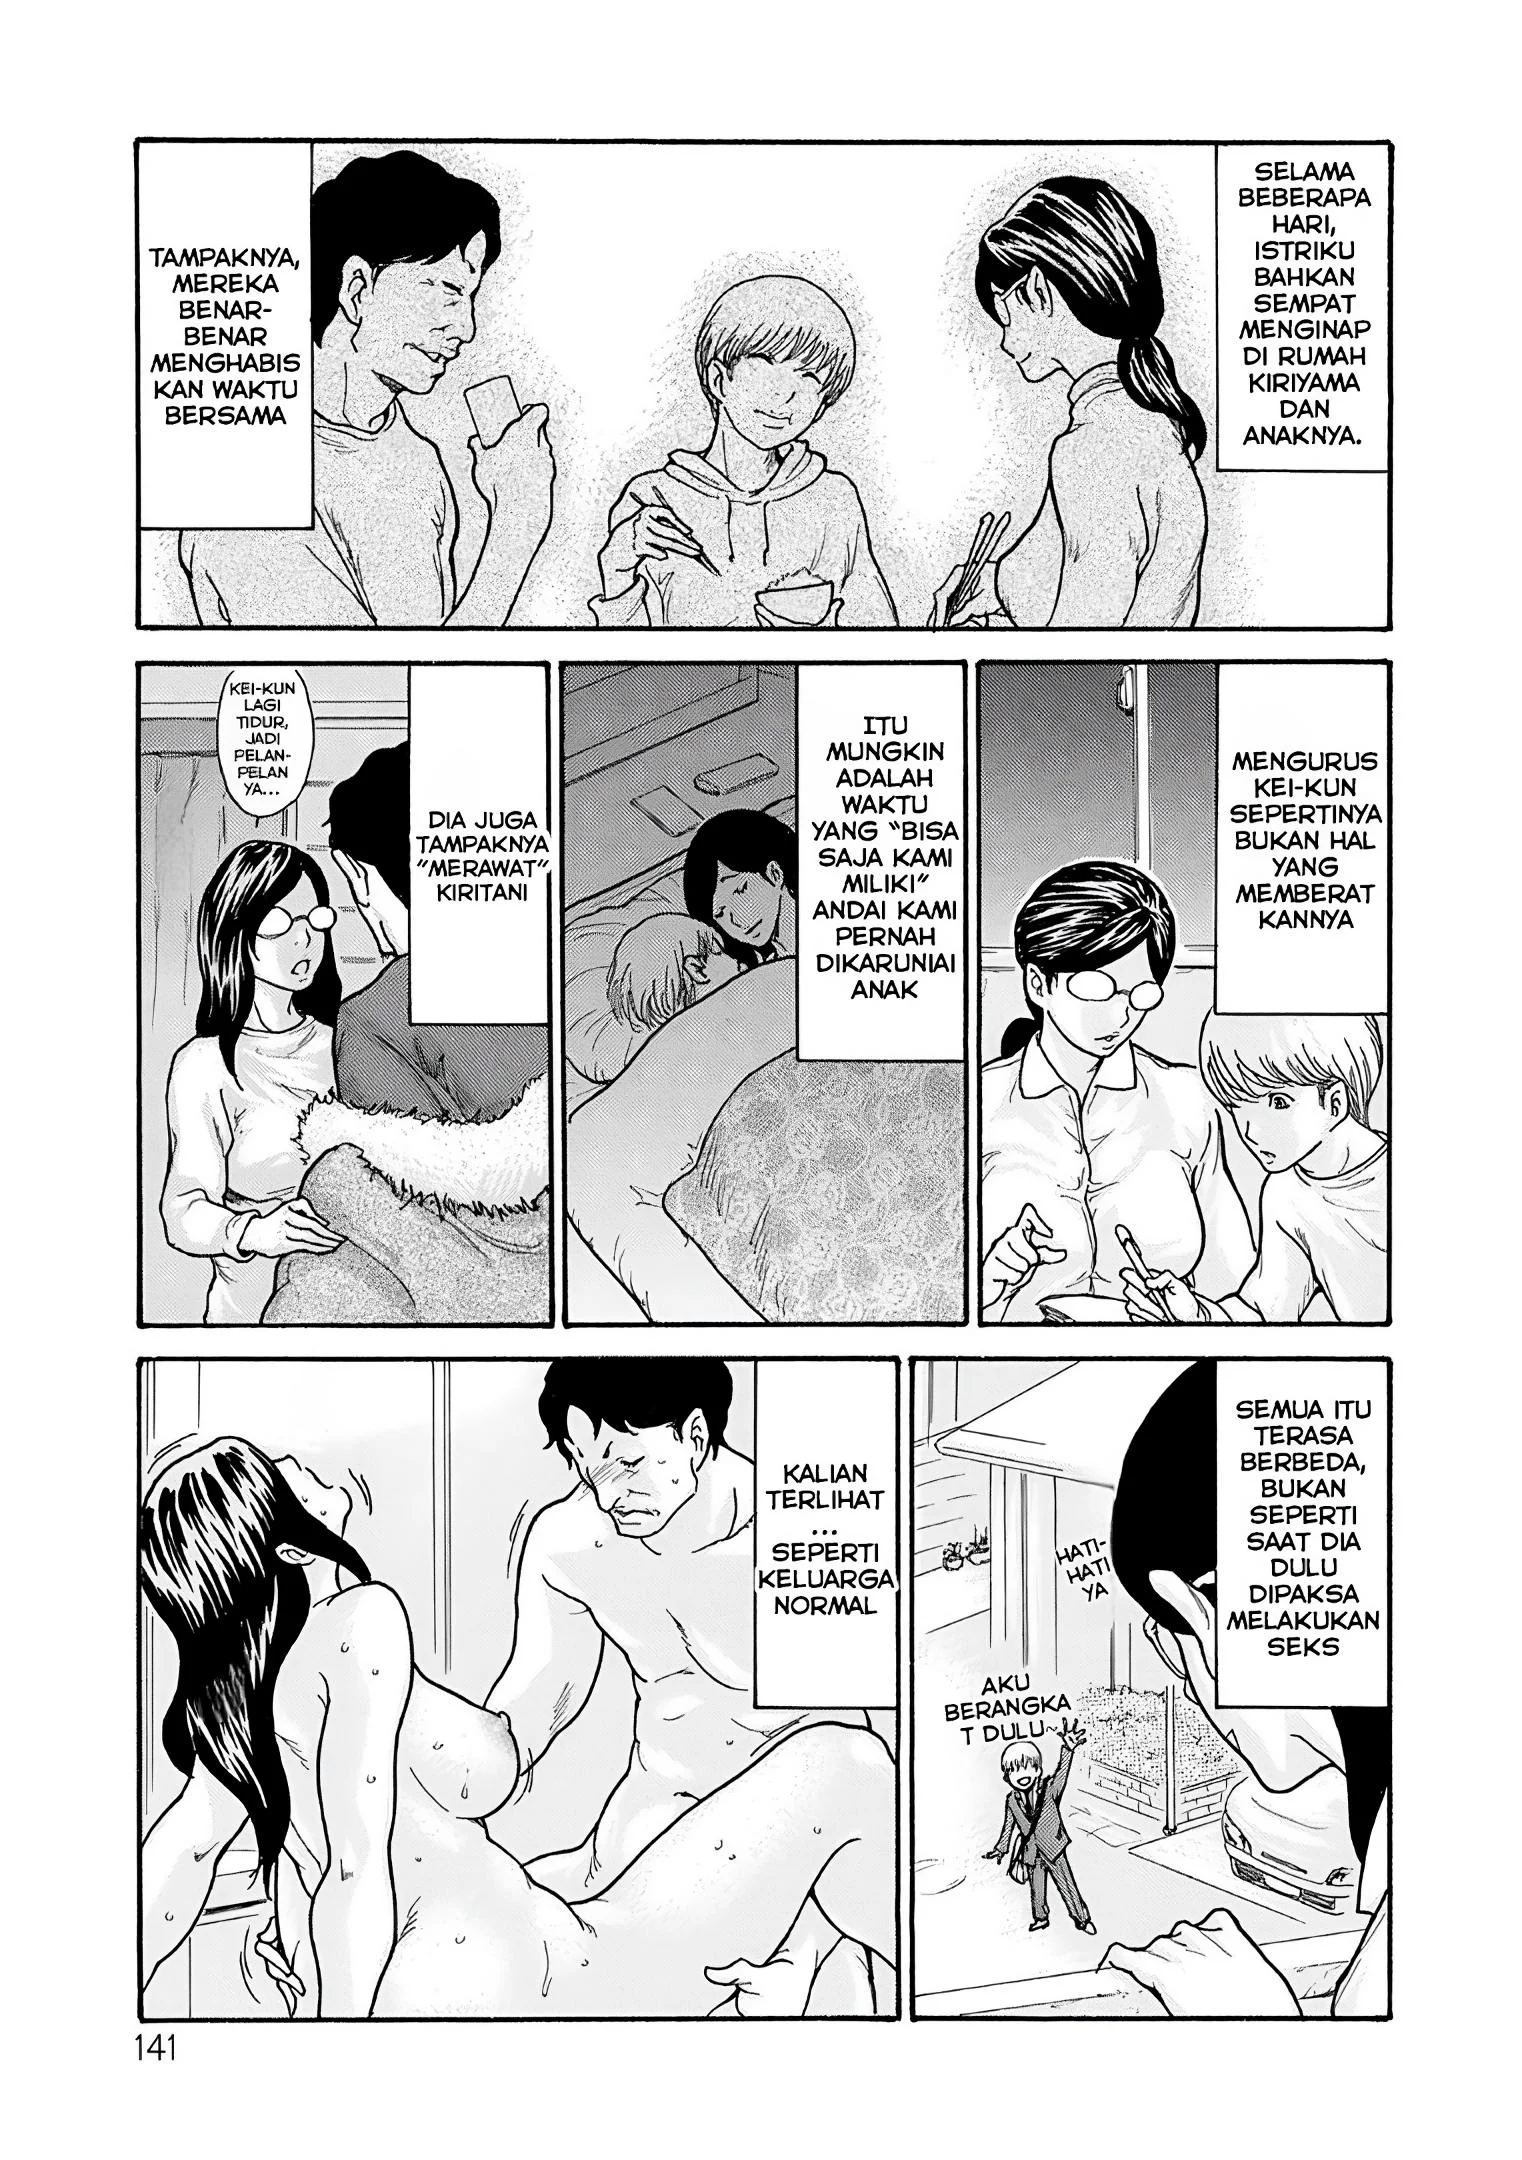 SELAMA
BEBERAPA
HARI,
ISTRIKU
BAHKAN
SEMPAT
MENGINAP
DI RUMAH
KIRIYAMA
DAN
ANAKNYA.
TAMPAKNYA,
MEREKA
BENAR-
BENAR
MENGHABIS
KAN WAKTU
BERSAMA
MENGURUS
KEI-KUN
SEPERTINYA
BUKAN HAL
YANG
MEMBERAT
KANNYA
ITU
MUNGKIN
ADALAH
WAKTU
YANG "BISA
SAJA KAMI
MILIKI"
ANDAI KAMI
PERNAH
DIKARUNIAI
ANAK
DIA JUGA
TAMPAKNYA
"MERAWAT"
KIRITANI
KEI-KUN
LAGI
TIDUR,
JADI
PELAN-
PELAN
YA...
SEMUA ITU
TERASA
BERBEDA,
BUKAN
SEPERTI
SAAT DIA
DULU
DIPAKSA
MELAKUKAN
SEKS
HATI-
HATI
YA
AKU
BERANGKA
T DULU~
KALIAN
TERLIHAT
...
SEPERTI
KELUARGA
NORMAL
141